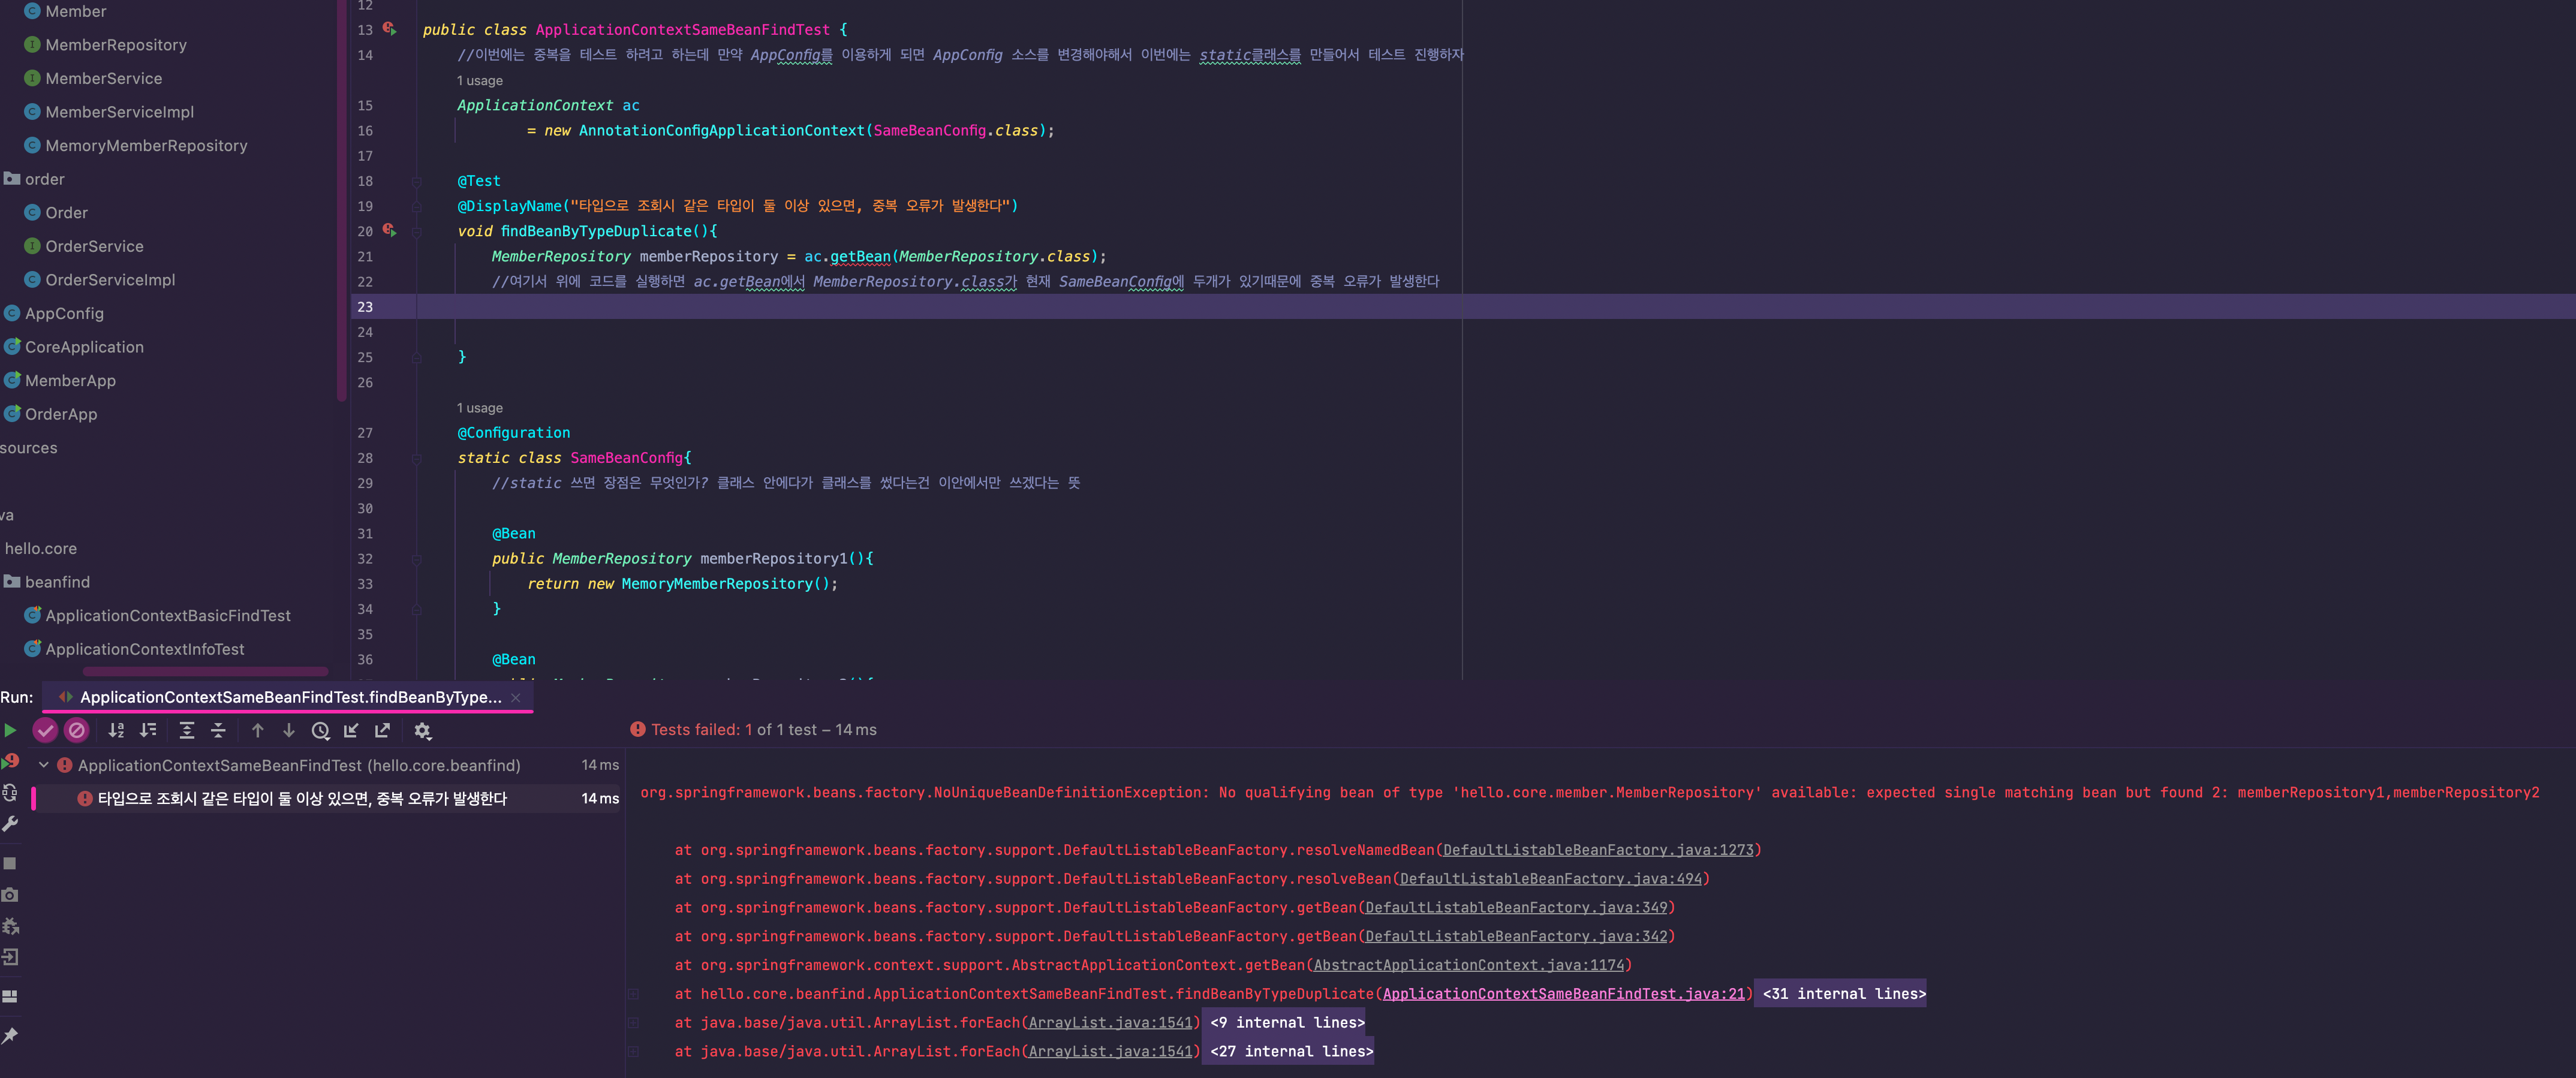 Member
MemberRepository
MemberService
MemberServiceImpl
MemoryMemberRepository
order
Order
OrderService
OrderServiceImpl
AppConfig
CoreApplication
MemberApp
OrderApp
sources
va
hello.core
beanfind
ApplicationContextBasicFindTest
ApplicationContextInfoTest
12
13 public class ApplicationContextSameBeanFindTest {
14 //이번에는 중복을 테스트 하려고 하는데 만약 AppConfig를 이용하게 되면 AppConfig 소스를 변경해야해서 이번에는 static클래스를 만들어서 테스트 진행하자
1 usage
15 ApplicationContext ac
16 = new AnnotationConfigApplicationContext(SameBeanConfig.class);
17
18 @Test
19 @DisplayName("타입으로 조회시 같은 타입이 둘 이상 있으면, 중복 오류가 발생한다")
20 void findBeanByTypeDuplicate(){
21 MemberRepository memberRepository = ac.getBean(MemberRepository.class);
22 //여기서 위에 코드를 실행하면 ac.getBean에서 MemberRepository.class가 현재 SameBeanConfig에 두개가 있기때문에 중복 오류가 발생한다
23
24
25 }
26
1 usage
27 @Configuration
28 static class SameBeanConfig{
29 //static 쓰면 장점은 무엇인가? 클래스 안에다가 클래스를 썼다는건 이안에서만 쓰겠다는 뜻
30
31 @Bean
32 public MemberRepository memberRepository1(){
33 return new MemoryMemberRepository();
34 }
35
36 @Bean
Run: ApplicationContextSameBeanFindTest.findBeanByType...
Tests failed: 1 of 1 test – 14 ms
ApplicationContextSameBeanFindTest (hello.core.beanfind) 14 ms
타입으로 조회시 같은 타입이 둘 이상 있으면, 중복 오류가 발생한다 14 ms
org.springframework.beans.factory.NoUniqueBeanDefinitionException: No qualifying bean of type 'hello.core.member.MemberRepository' available: expected single matching bean but found 2: memberRepository1,memberRepository2
at org.springframework.beans.factory.support.DefaultListableBeanFactory.resolveNamedBean(DefaultListableBeanFactory.java:1273)
at org.springframework.beans.factory.support.DefaultListableBeanFactory.resolveBean(DefaultListableBeanFactory.java:494)
at org.springframework.beans.factory.support.DefaultListableBeanFactory.getBean(DefaultListableBeanFactory.java:349)
at org.springframework.beans.factory.support.DefaultListableBeanFactory.getBean(DefaultListableBeanFactory.java:342)
at org.springframework.context.support.AbstractApplicationContext.getBean(AbstractApplicationContext.java:1174)
at hello.core.beanfind.ApplicationContextSameBeanFindTest.findBeanByTypeDuplicate(ApplicationContextSameBeanFindTest.java:21) <31 internal lines>
at java.base/java.util.ArrayList.forEach(ArrayList.java:1541) <9 internal lines>
at java.base/java.util.ArrayList.forEach(ArrayList.java:1541) <27 internal lines>